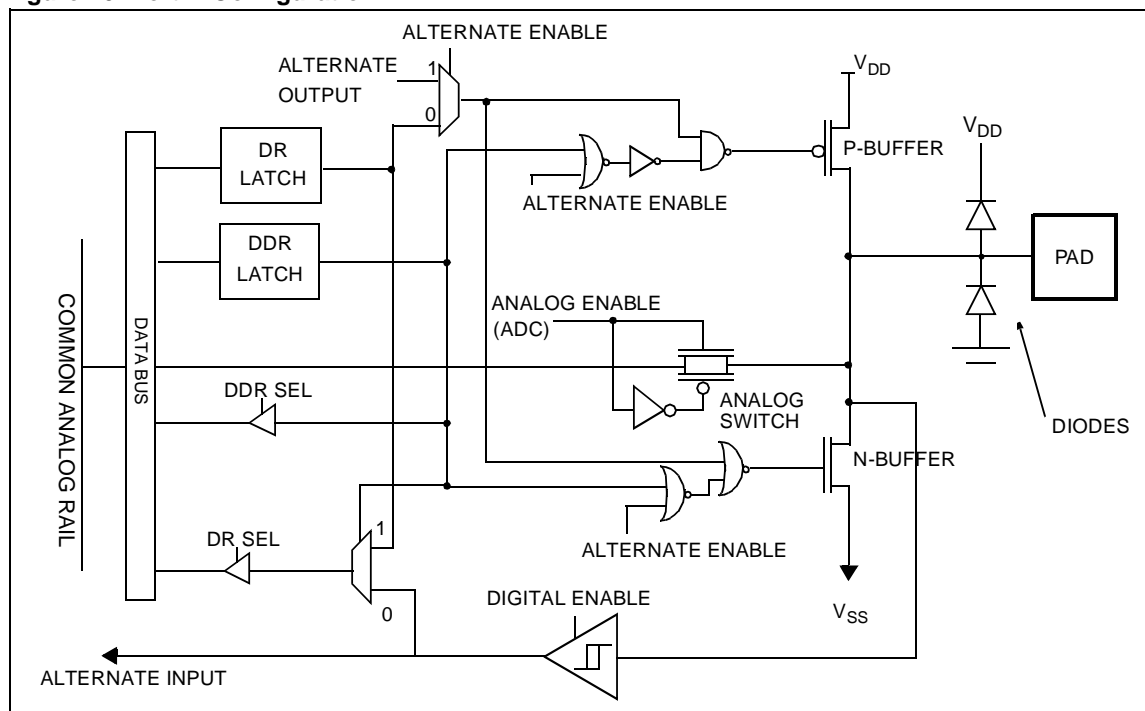 ALTERNATE ENABLE
ALTERNATE
OUTPUT
1
0
V_DD
V_DD
DR
LATCH
P-BUFFER
ALTERNATE ENABLE
DDR
LATCH
PAD
COMMON ANALOG RAIL
DATA BUS
ANALOG ENABLE
(ADC)
DDR SEL
ANALOG
SWITCH
DIODES
N-BUFFER
DR SEL
1
0
ALTERNATE ENABLE
DIGITAL ENABLE
V_SS
ALTERNATE INPUT